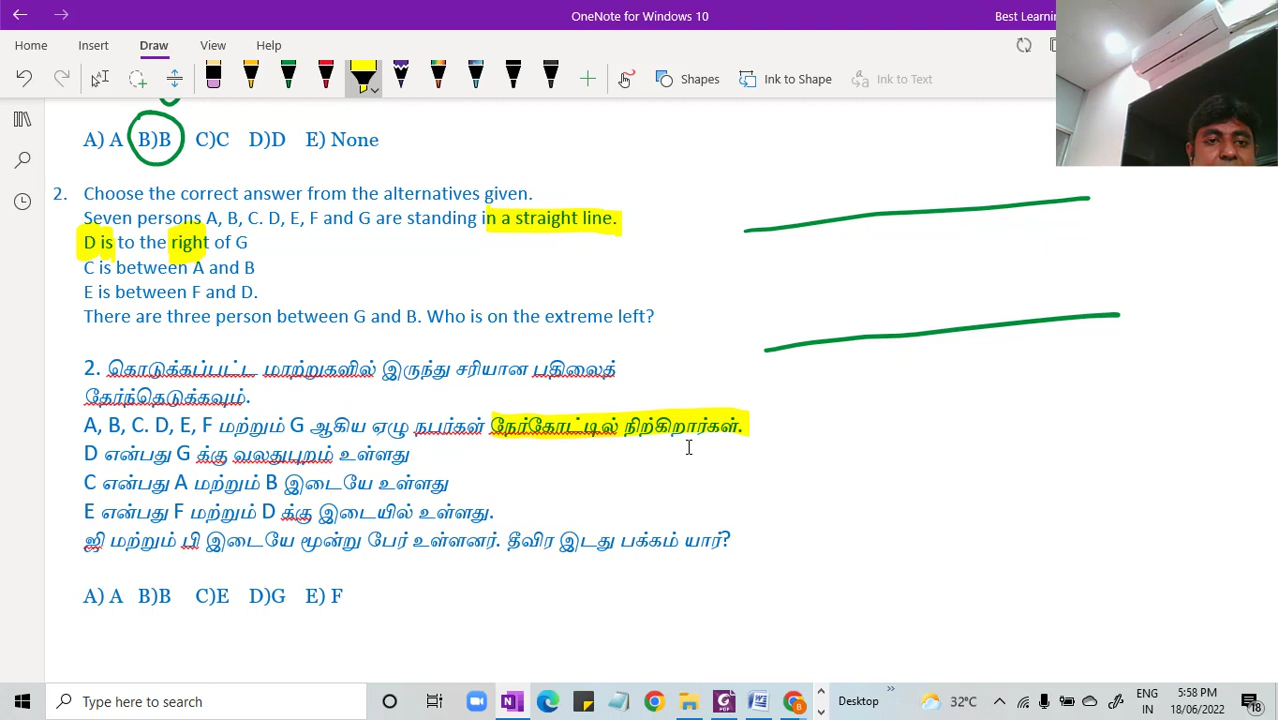 OneNote for Windows 10
Best Learnin
Home Insert Draw View Help
Shapes Ink to Shape Ink to Text
A) A B)B C)C D)D E) None
2. Choose the correct answer from the alternatives given.
Seven persons A, B, C. D, E, F and G are standing in a straight line.
D is to the right of G
C is between A and B
E is between F and D.
There are three person between G and B. Who is on the extreme left?
2. கொடுக்கப்பட்ட மாற்றுகளில் இருந்து சரியான பதிலைத்
தேர்ந்தெடுக்கவும்.
A, B, C. D, E, F மற்றும் G ஆகிய ஏழு நபர்கள் நேர்கோட்டில் நிற்கிறார்கள்.
D என்பது G க்கு வலதுபுறம் உள்ளது
C என்பது A மற்றும் B இடையே உள்ளது
E என்பது F மற்றும் D க்கு இடையில் உள்ளது.
ஜி மற்றும் பி இடையே மூன்று பேர் உள்ளனர். தீவிர இடது பக்கம் யார்?
A) A B)B C)E D)G E) F
Type here to search
Desktop
32°C
ENG
IN
5:58 PM
18/06/2022
18